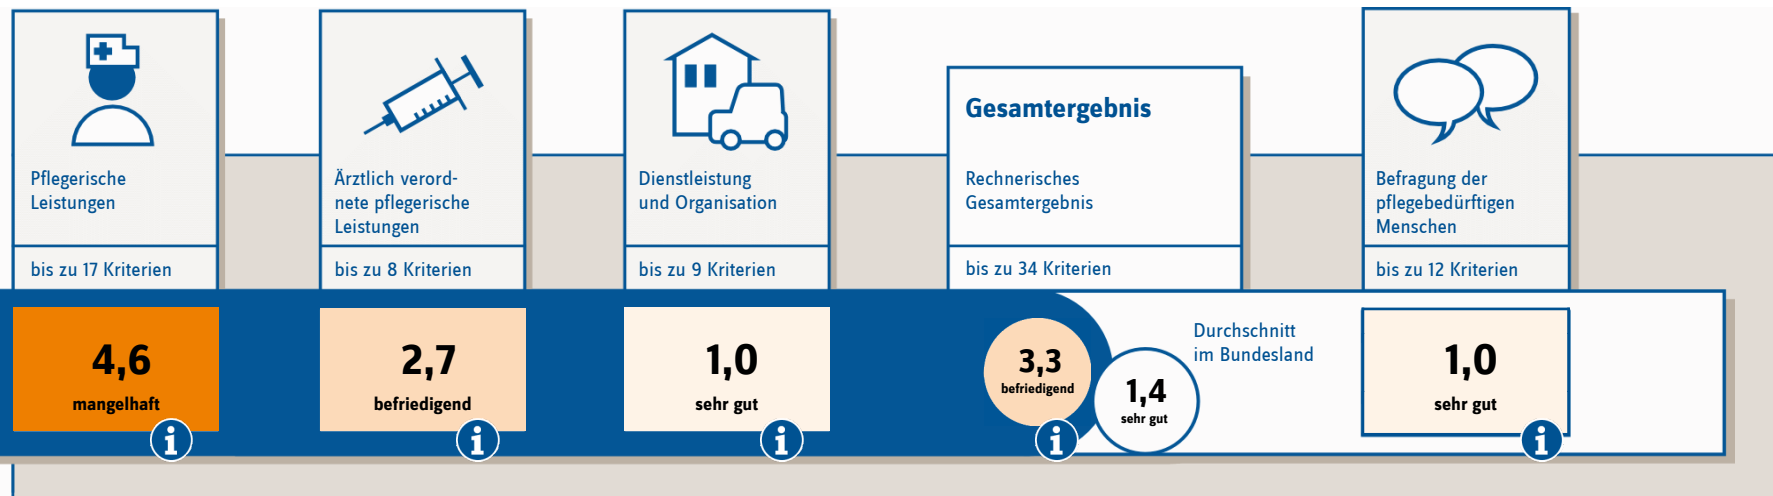 Pflegerische
Leistungen
bis zu 17 Kriterien
4,6
mangelhaft
i
Ärztlich verord-
nete pflegerische
Leistungen
bis zu 8 Kriterien
2,7
befriedigend
i
Dienstleistung
und Organisation
bis zu 9 Kriterien
1,0
sehr gut
i
Gesamtergebnis
Rechnerisches
Gesamtergebnis
bis zu 34 Kriterien
3,3
befriedigend
i
1,4
sehr gut
Durchschnitt
im Bundesland
Befragung der
pflegebedürftigen
Menschen
bis zu 12 Kriterien
1,0
sehr gut
i